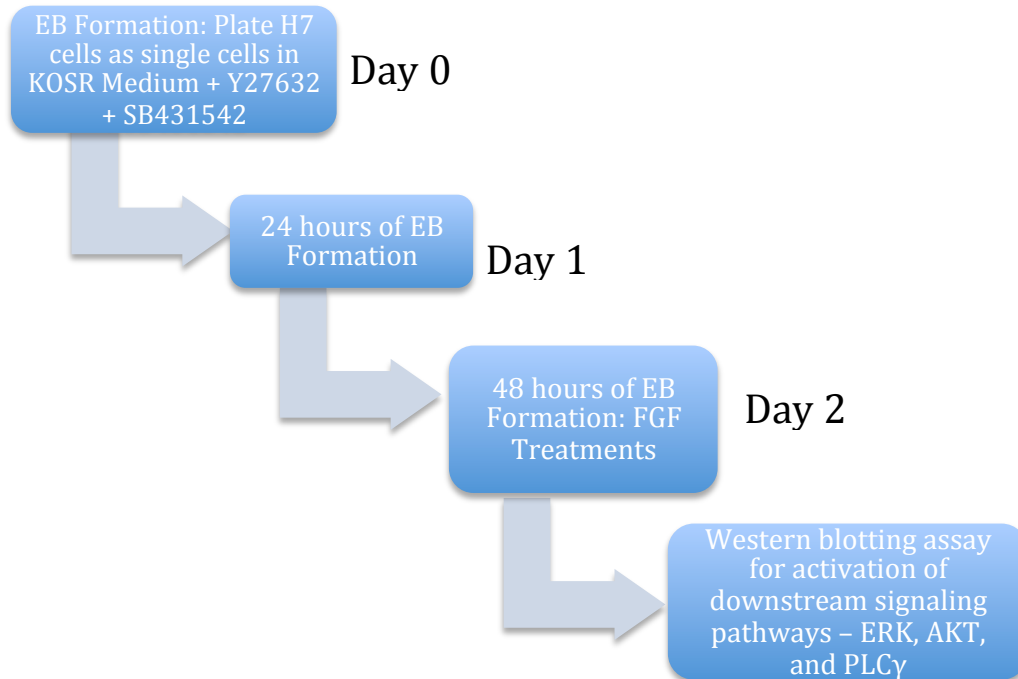 EB Formation: Plate H7
cells as single cells in
KOSR Medium + Y27632
+ SB431542
Day 0
24 hours of EB
Formation
Day 1
48 hours of EB
Formation: FGF
Treatments
Day 2
Western blotting assay
for activation of
downstream signaling
pathways – ERK, AKT,
and PLCγ